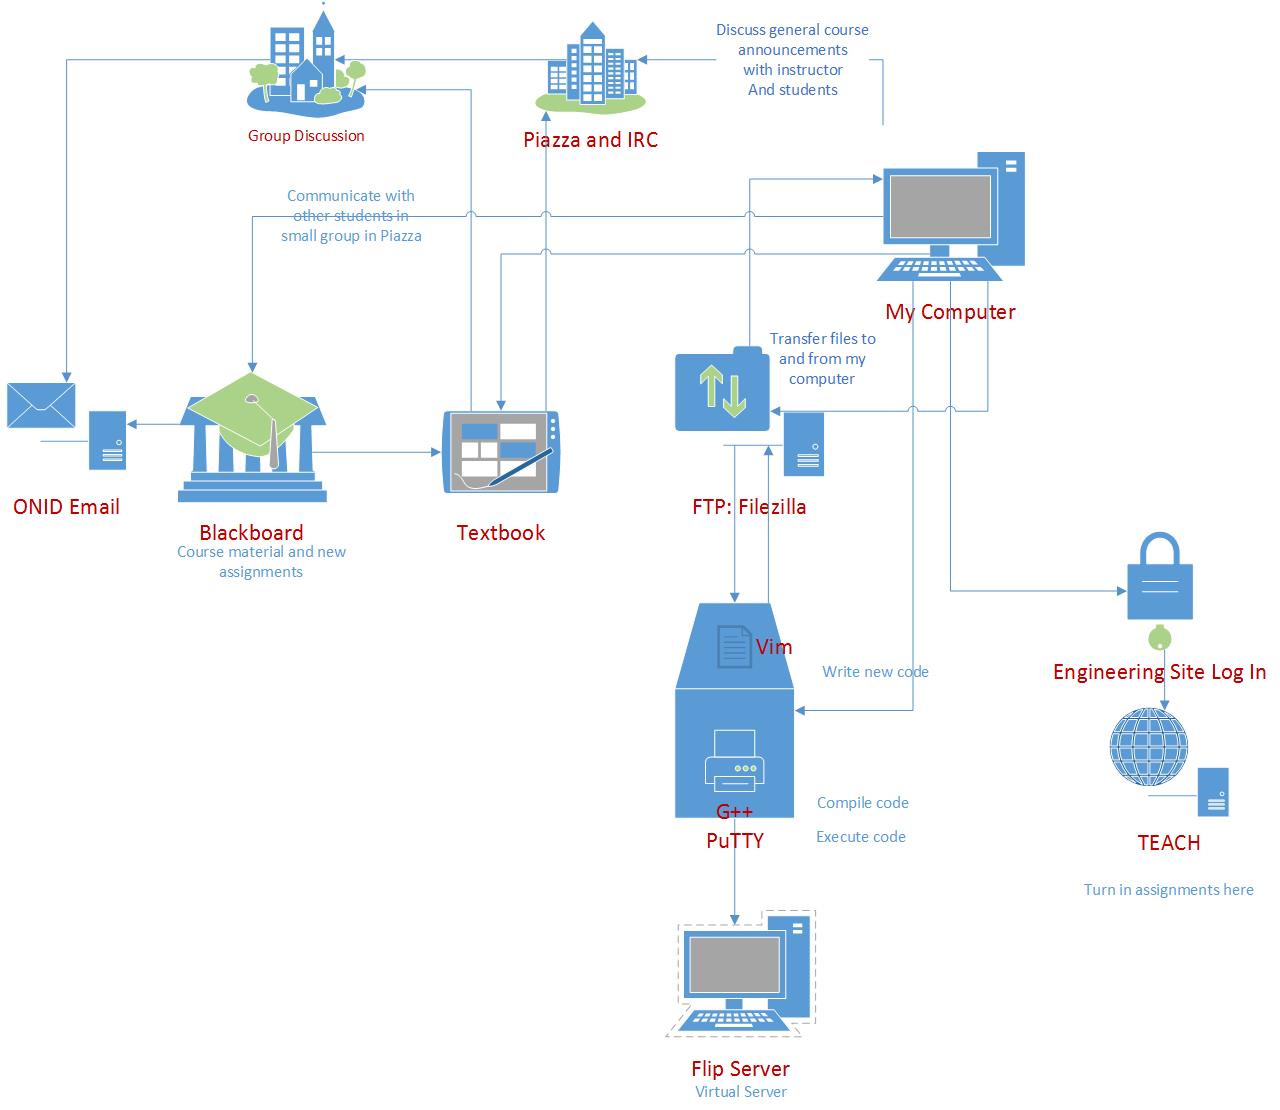 Discuss general course
announcements
with instructor
And students
Group Discussion
Piazza and IRC
Communicate with
other students in
small group in Piazza
My Computer
Transfer files to
and from my
computer
ONID Email
Blackboard
Course material and new
assignments
Textbook
FTP: Filezilla
Vim
Write new code
Engineering Site Log In
G++
PuTTY
Compile code
Execute code
TEACH
Turn in assignments here
Flip Server
Virtual Server